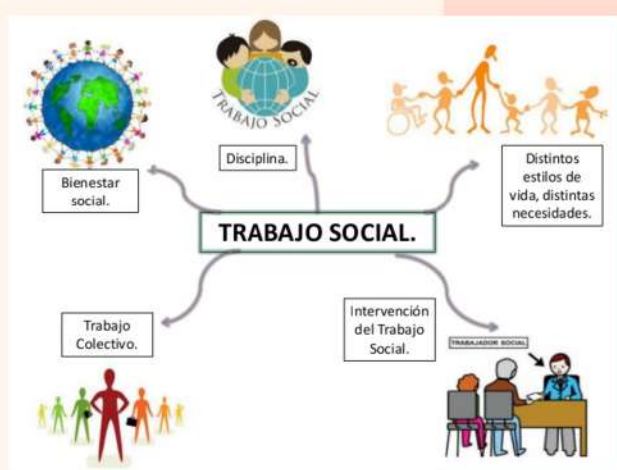 TRABAJO SOCIAL
Disciplina.
Bienestar
social.
Distintos
estilos de
vida, distintas
necesidades.
TRABAJO SOCIAL.
Trabajo
Colectivo.
Intervención
del Trabajo
Social.
TRABAJADOR SOCIAL